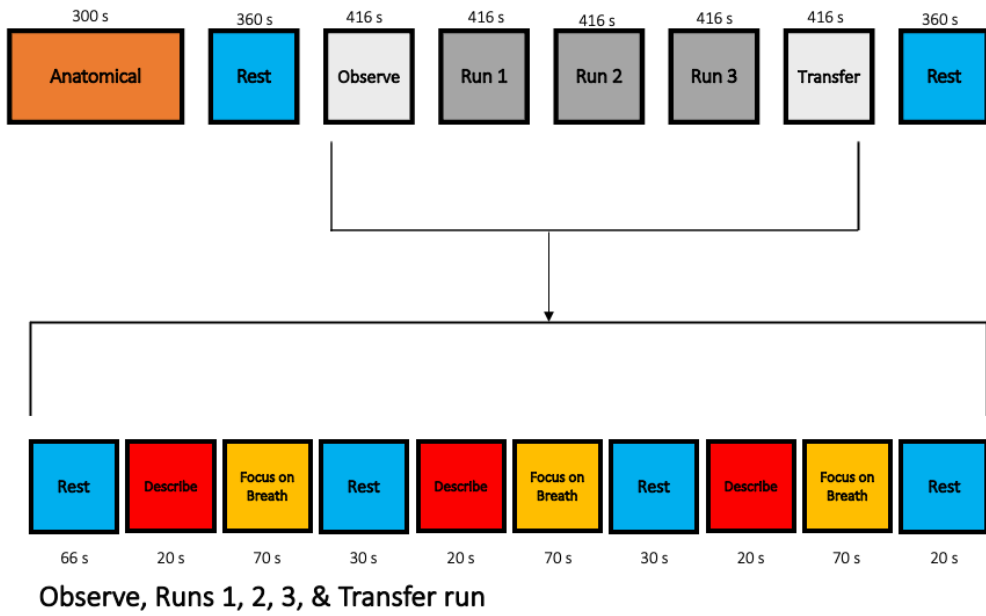 300 s 360 s 416 s 416 s 416 s 416 s 416 s 360 s
Anatomical Rest Observe Run 1 Run 2 Run 3 Transfer Rest
Rest Describe Focus on Breath Rest Describe Focus on Breath Rest Describe Focus on Breath Rest
66 s 20 s 70 s 30 s 20 s 70 s 30 s 20 s 70 s 20 s
Observe, Runs 1, 2, 3, & Transfer run